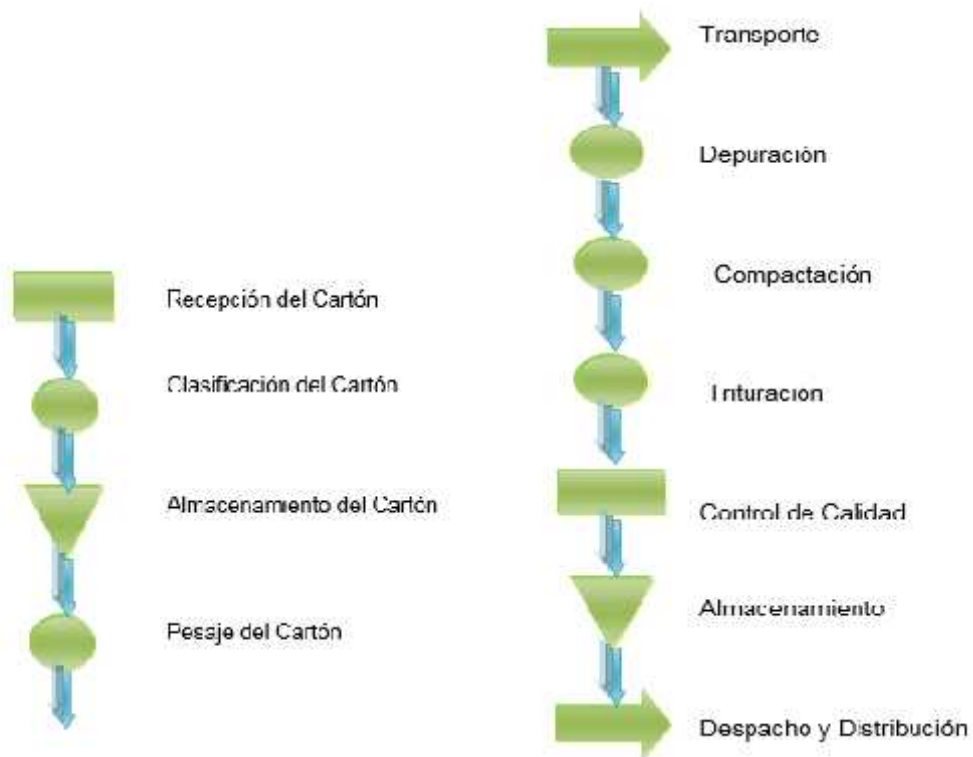 Recepción del Cartón
Clasificación del Cartón
Almacenamiento del Cartón
Pesaje del Cartón
Transporte
Depuración
Compactación
Trituracion
Control de Calidad
Almacenamiento
Despacho y Distribución